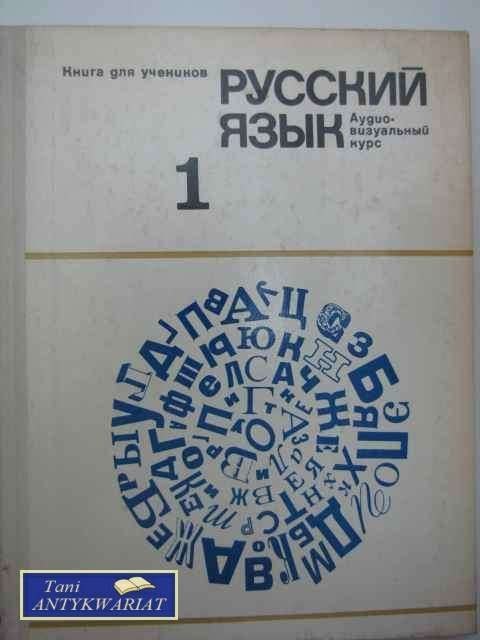 Книга для учеников
РУССКИЙ
ЯЗЫК
Аудио-
визуальный
курс
1
Tani
ANTYKWARIAT